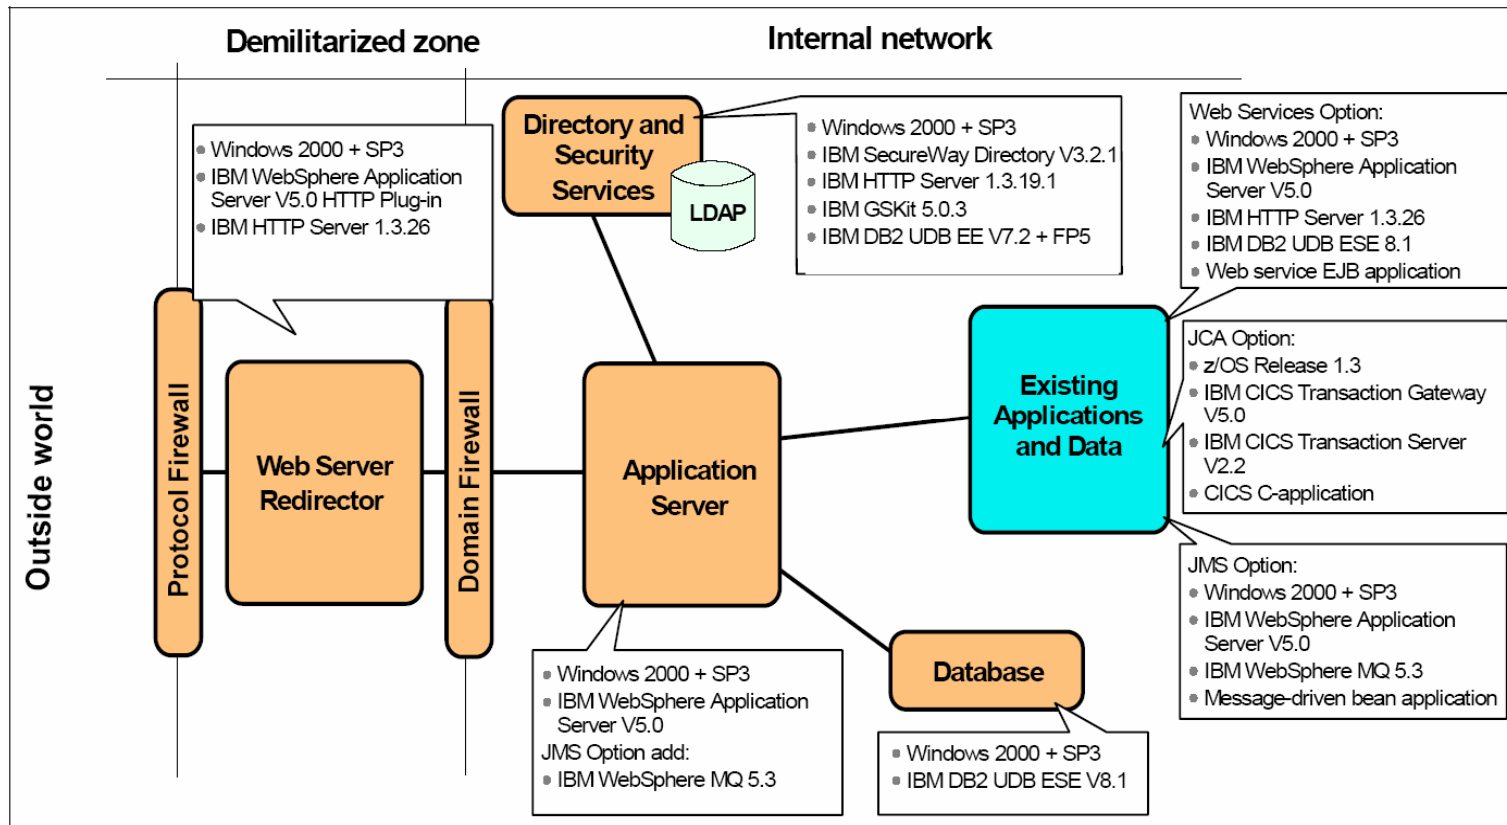 Demilitarized zone
Internal network
Outside world
Protocol Firewall
• Windows 2000 + SP3
• IBM WebSphere Application
Server V5.0 HTTP Plug-in
• IBM HTTP Server 1.3.26
Web Server
Redirector
Domain Firewall
Directory and
Security
Services
LDAP
• Windows 2000 + SP3
• IBM SecureWay Directory V3.2.1
• IBM HTTP Server 1.3.19.1
• IBM GSKit 5.0.3
• IBM DB2 UDB EE V7.2 + FP5
Application
Server
• Windows 2000 + SP3
• IBM WebSphere Application
Server V5.0
JMS Option add:
• IBM WebSphere MQ 5.3
Existing
Applications
and Data
Web Services Option:
• Windows 2000 + SP3
• IBM WebSphere Application
Server V5.0
• IBM HTTP Server 1.3.26
• IBM DB2 UDB ESE 8.1
• Web service EJB application
JCA Option:
• z/OS Release 1.3
• IBM CICS Transaction Gateway
V5.0
• IBM CICS Transaction Server
V2.2
• CICS C-application
JMS Option:
• Windows 2000 + SP3
• IBM WebSphere Application
Server V5.0
• IBM WebSphere MQ 5.3
• Message-driven bean application
Database
• Windows 2000 + SP3
• IBM DB2 UDB ESE V8.1